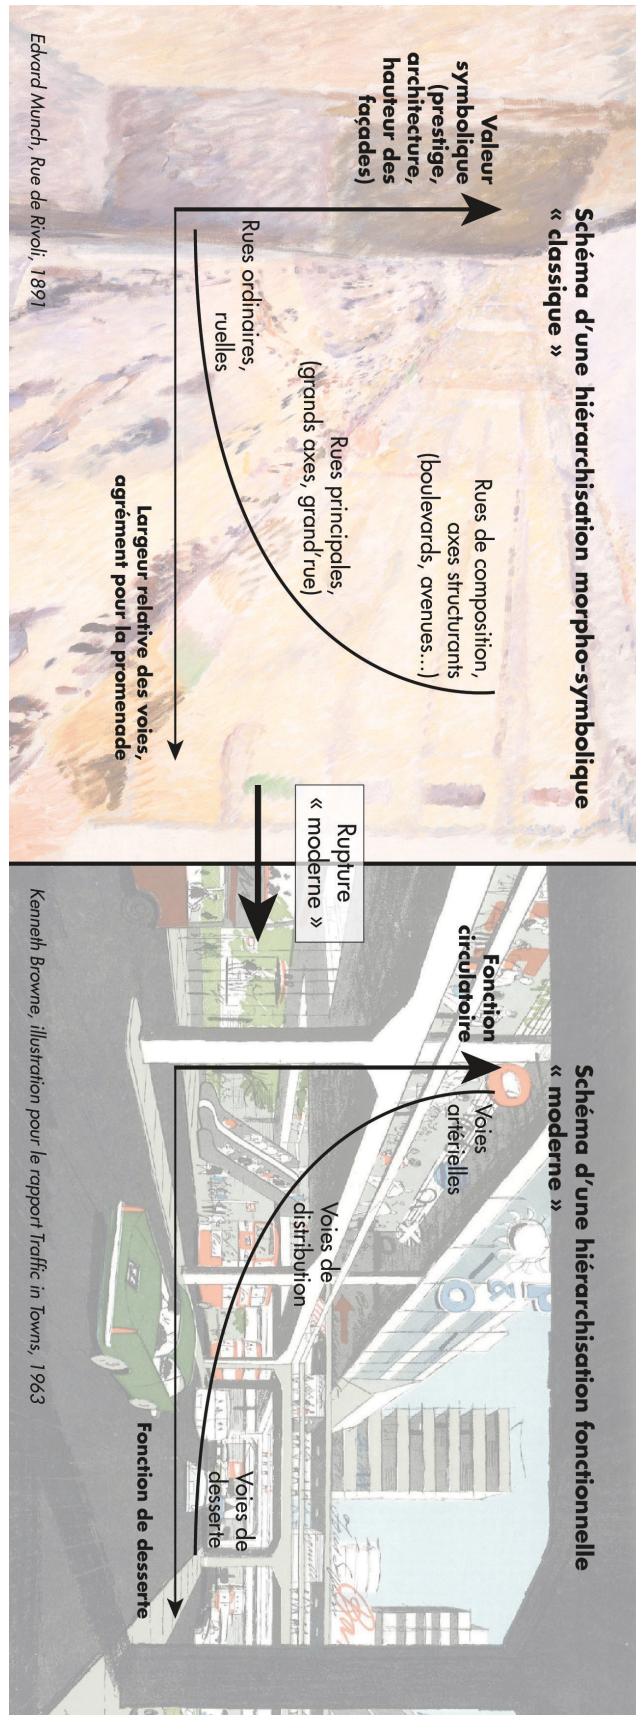 Schéma d’une hiérarchisation morpho-symbolique
« classique »
Valeur
symbolique
(prestige,
architecture,
hauteur des
façades)
Rues de composition,
axes structurants
(boulevards, avenues...)
Rues principales,
(grands axes, grand’rue)
Rues ordinaires,
ruelles
Largeur relative des voies,
agrément pour la promenade
Edvard Munch, Rue de Rivoli, 1891
Rupture
« moderne »
Schéma d’une hiérarchisation fonctionnelle
« moderne »
Fonction
circulatoire
Voies
artérielles
Voies de
distribution
Voies de
desserte
Fonction de desserte
Kenneth Browne, illustration pour le rapport Traffic in Towns, 1963